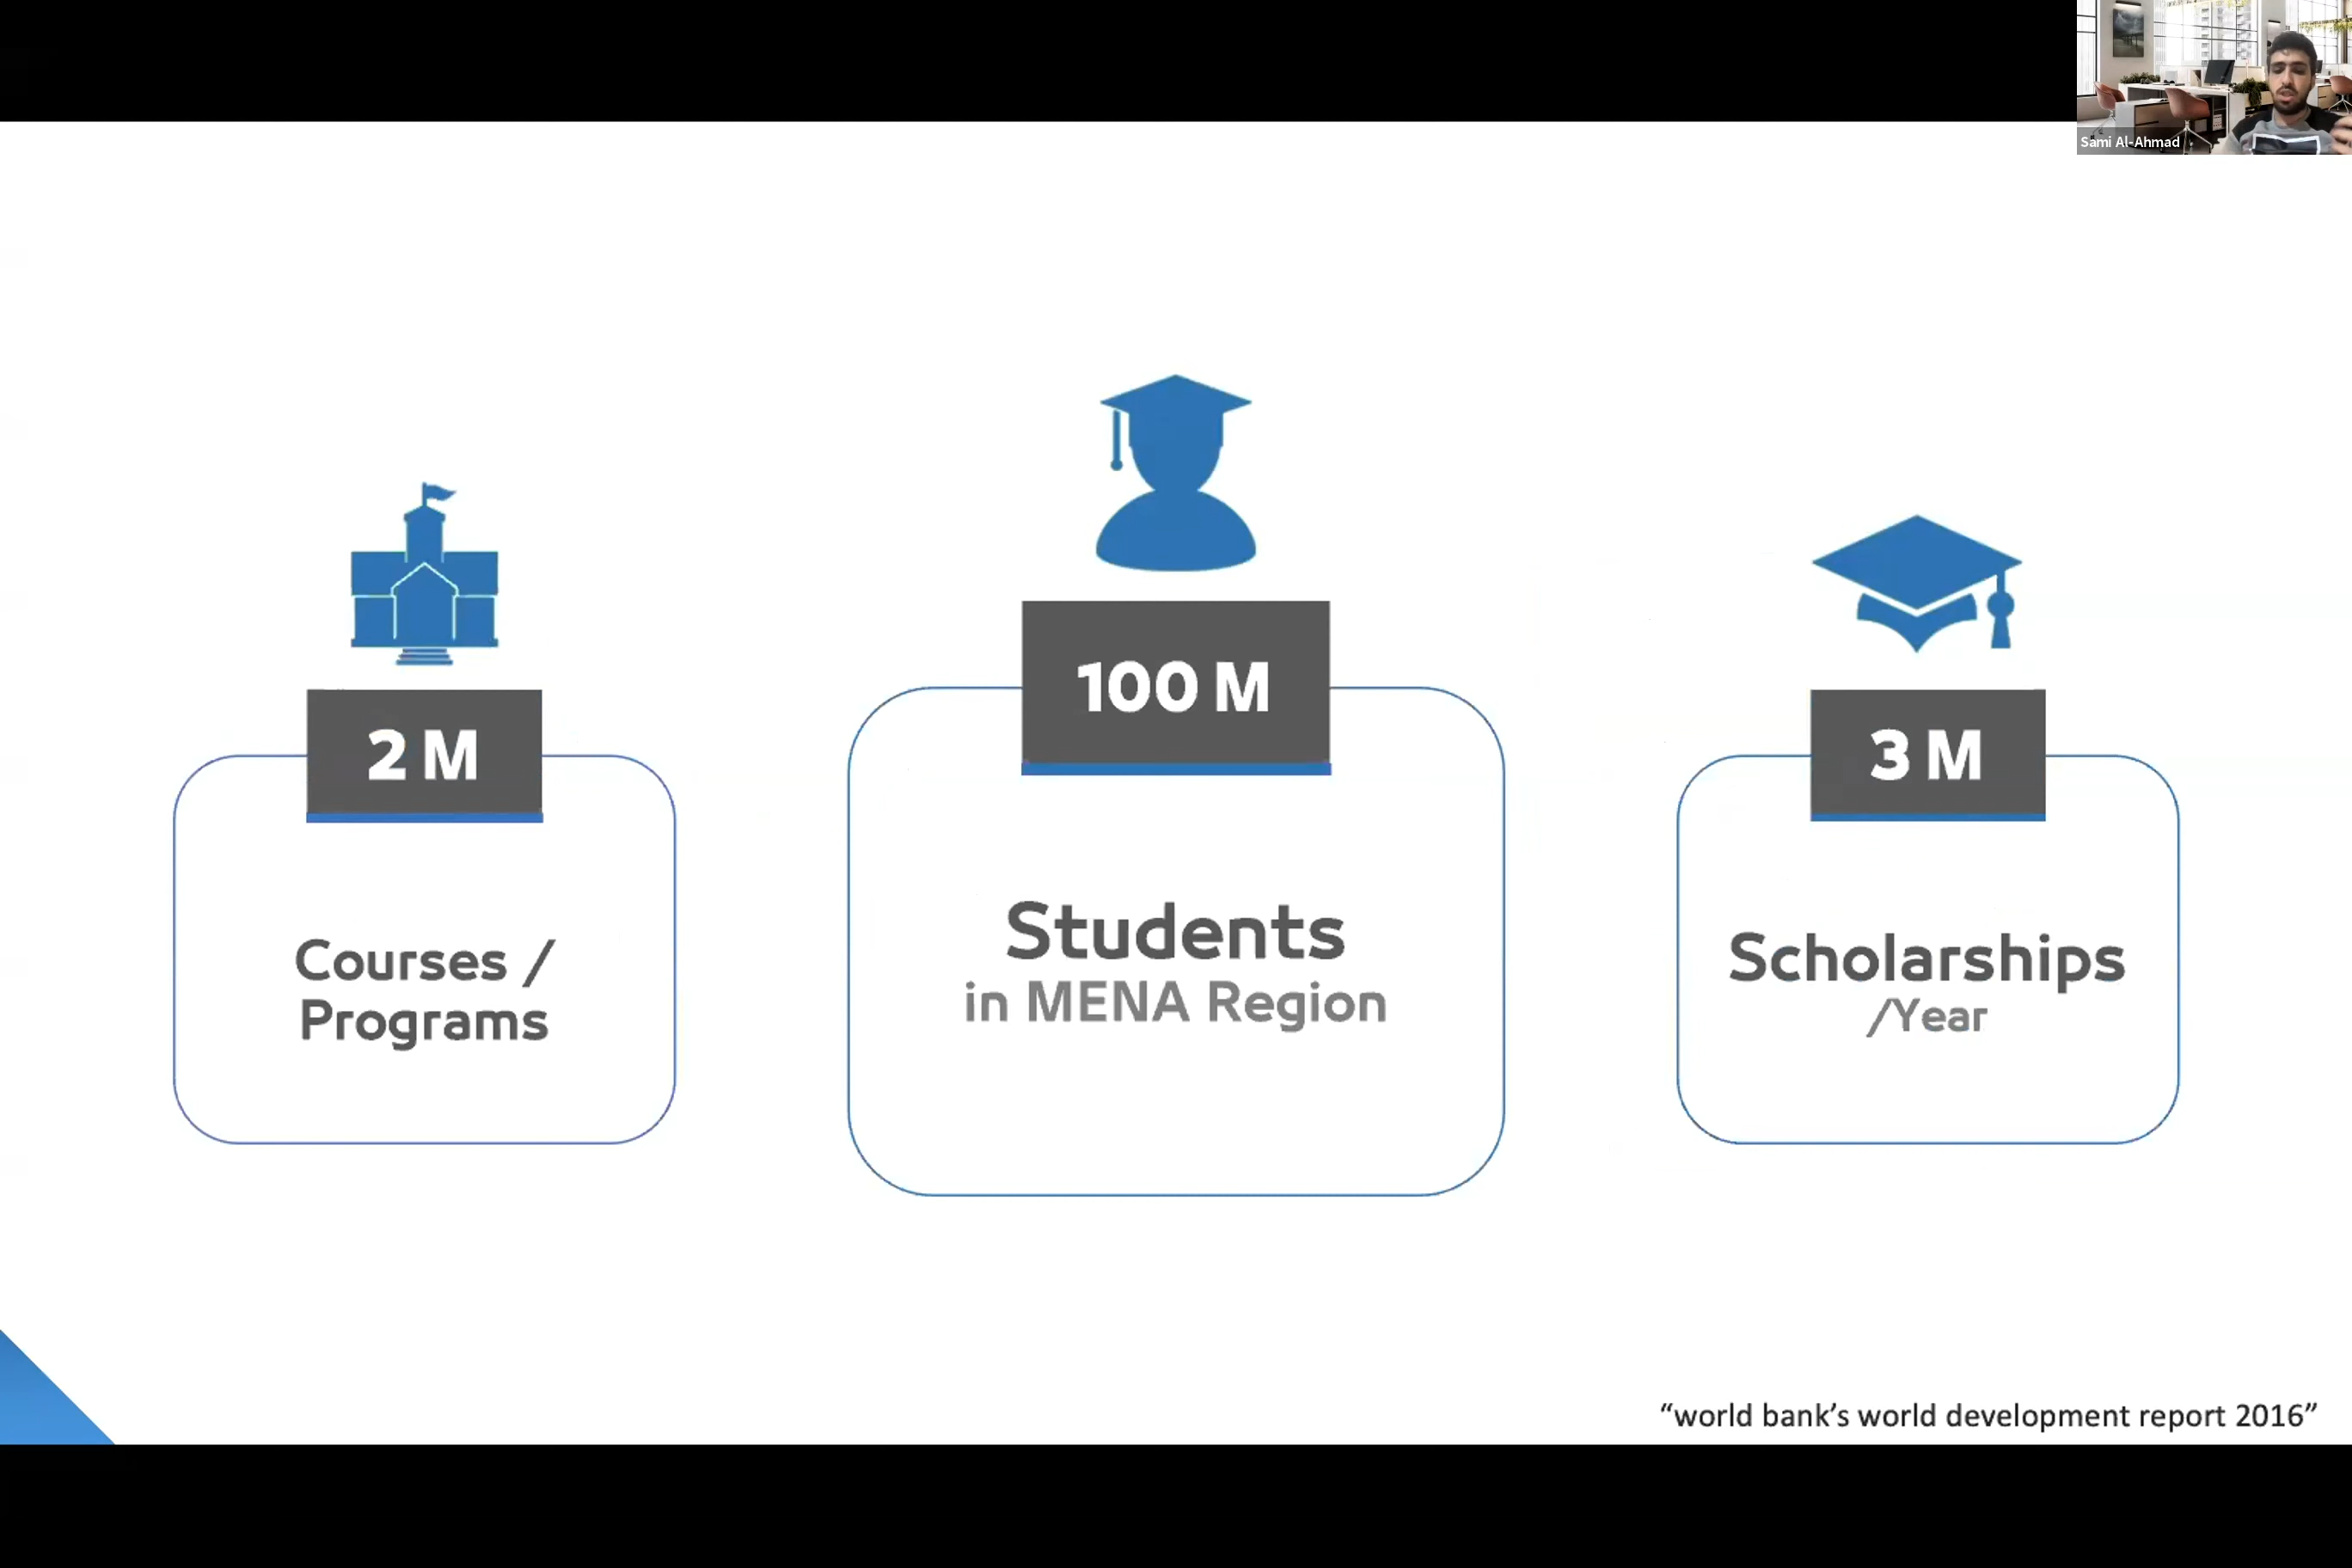 Sami Al-Ahmad
2 M
Courses /
Programs
100 M
Students
in MENA Region
3 M
Scholarships
/Year
“world bank’s world development report 2016”